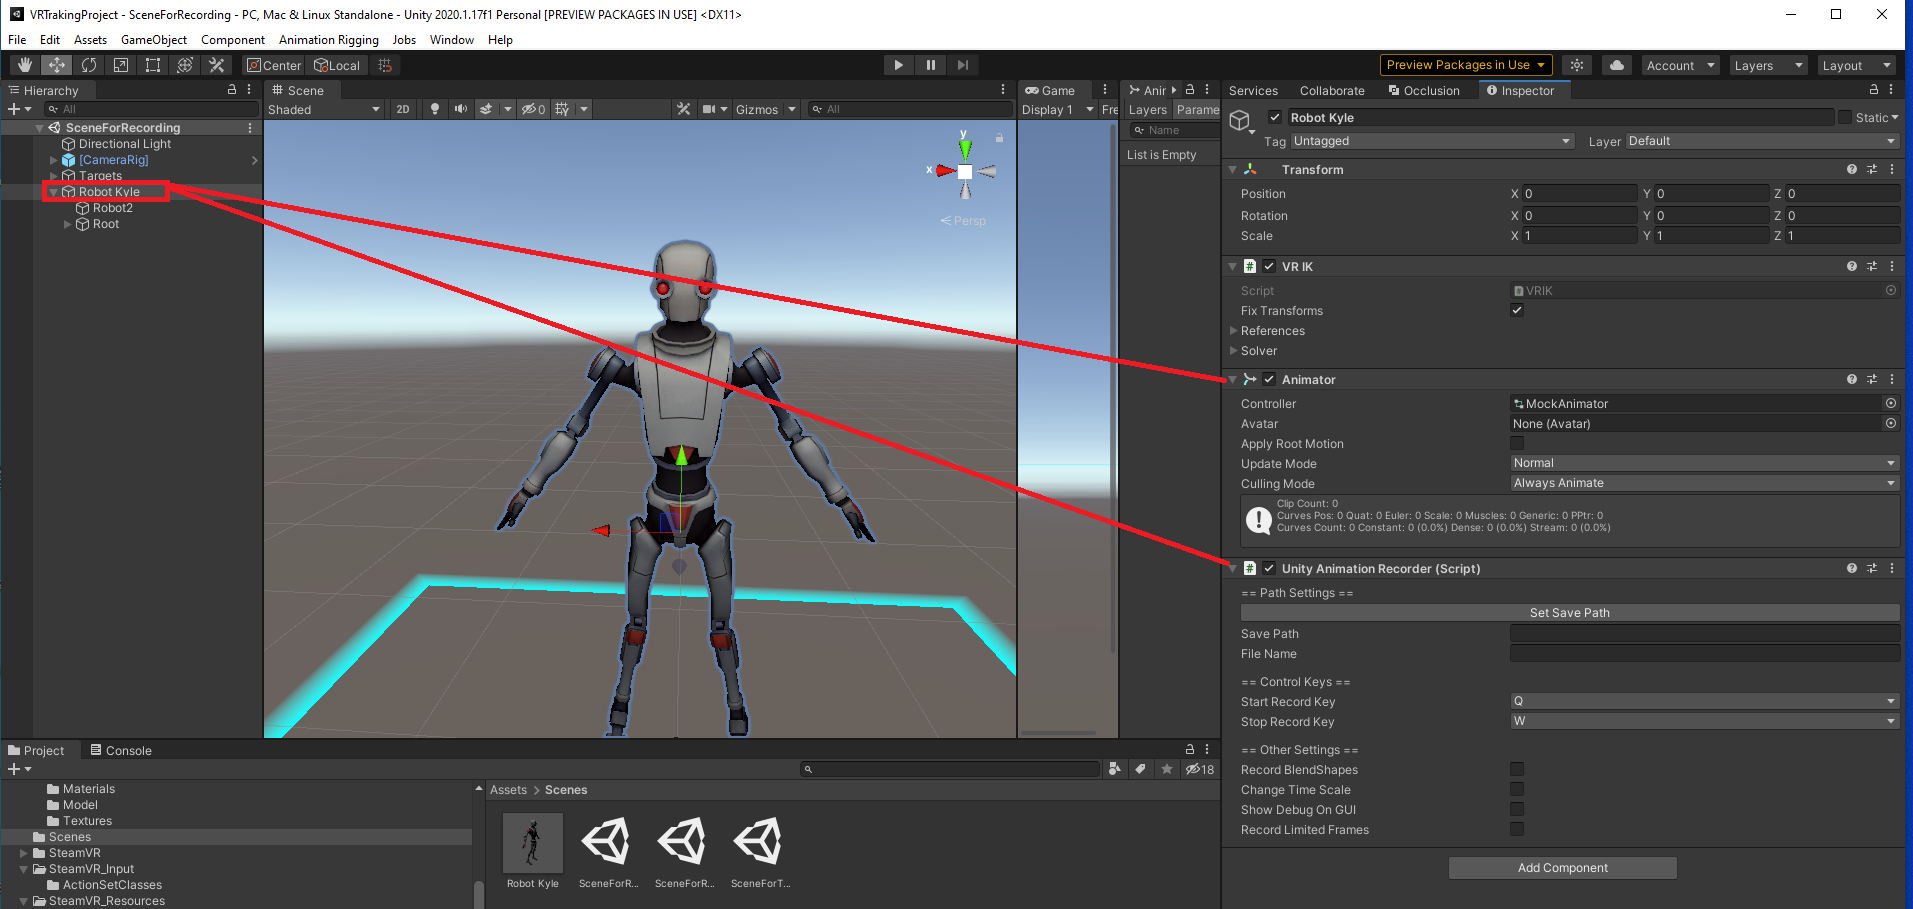 VRTrakingProject - SceneForRecording - PC, Mac & Linux Standalone - Unity 2020.1.17f1 Personal [PREVIEW PACKAGES IN USE] <DX11>
File Edit Assets GameObject Component Animation Rigging Jobs Window Help
Center Local Preview Packages in Use Account Layers Layout
Hierarchy
All
SceneForRecording
Directional Light
[CameraRig]
Targets
Robot Kyle
Robot2
Root
Scene
Shaded 2D 0 Gizmos All
y
x
Persp
Game
Display 1 Fre
Anir
Layers Parame
Name
List is Empty
Services Collaborate Occlusion Inspector
Robot Kyle Static
Tag Untagged Layer Default
Transform
Position X 0 Y 0 Z 0
Rotation X 0 Y 0 Z 0
Scale X 1 Y 1 Z 1
VR IK
Script VRIK
Fix Transforms
References
Solver
Animator
Controller MockAnimator
Avatar None (Avatar)
Apply Root Motion
Update Mode Normal
Culling Mode Always Animate
Clip Count: 0
Curves Pos: 0 Quat: 0 Euler: 0 Scale: 0 Muscles: 0 Generic: 0 PPtr: 0
Curves Count: 0 Constant: 0 (0.0%) Dense: 0 (0.0%) Stream: 0 (0.0%)
Unity Animation Recorder (Script)
== Path Settings ==
Set Save Path
Save Path
File Name
== Control Keys ==
Start Record Key Q
Stop Record Key W
== Other Settings ==
Record BlendShapes
Change Time Scale
Show Debug On GUI
Record Limited Frames
Add Component
Project Console
18
Materials
Model
Textures
Scenes
SteamVR
SteamVR_Input
ActionSetClasses
SteamVR_Resources
Assets > Scenes
Robot Kyle SceneForR... SceneForR... SceneForT...